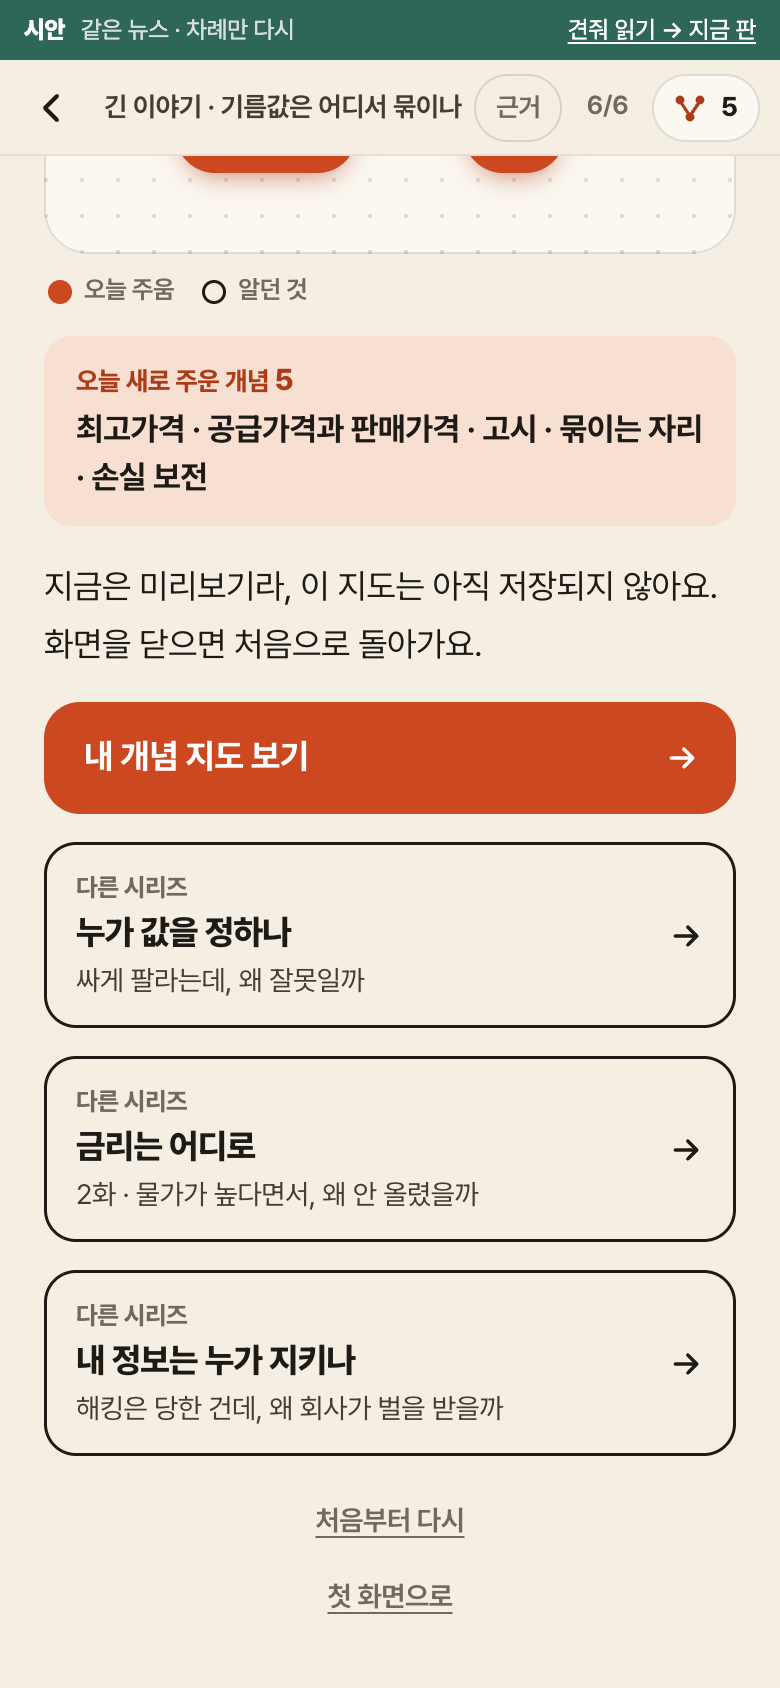 시안 같은 뉴스 · 차례만 다시 견줘 읽기 → 지금 판
긴 이야기 · 기름값은 어디서 묶이나 근거 6/6 5
오늘 주움 알던 것
오늘 새로 주운 개념 5
최고가격 · 공급가격과 판매가격 · 고시 · 묶이는 자리
· 손실 보전
지금은 미리보기라, 이 지도는 아직 저장되지 않아요.
화면을 닫으면 처음으로 돌아가요.
내 개념 지도 보기 →
다른 시리즈
누가 값을 정하나
싸게 팔라는데, 왜 잘못일까
→
다른 시리즈
금리는 어디로
2화 · 물가가 높다면서, 왜 안 올렸을까
→
다른 시리즈
내 정보는 누가 지키나
해킹은 당한 건데, 왜 회사가 벌을 받을까
→
처음부터 다시
첫 화면으로